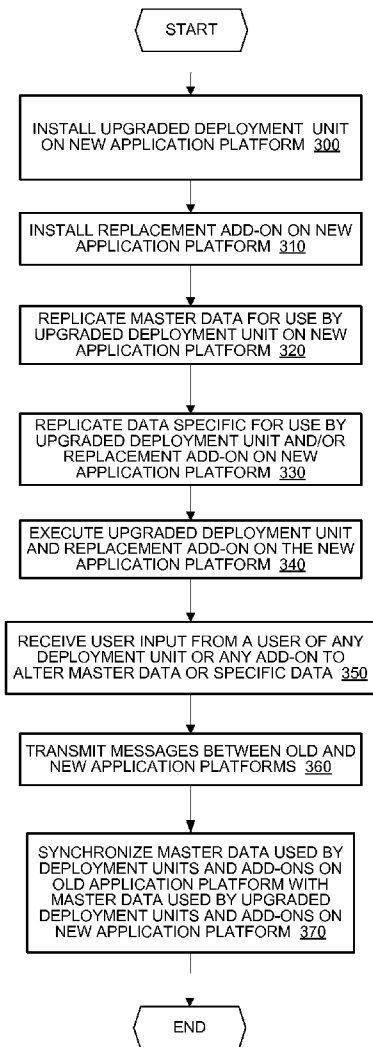 START
INSTALL UPGRADED DEPLOYMENT UNIT
ON NEW APPLICATION PLATFORM 300
INSTALL REPLACEMENT ADD-ON ON NEW
APPLICATION PLATFORM 310
REPLICATE MASTER DATA FOR USE BY
UPGRADED DEPLOYMENT UNIT ON NEW
APPLICATION PLATFORM 320
REPLICATE DATA SPECIFIC FOR USE BY
UPGRADED DEPLOYMENT UNIT AND/OR
REPLACEMENT ADD-ON ON NEW
APPLICATION PLATFORM 330
EXECUTE UPGRADED DEPLOYMENT UNIT
AND REPLACEMENT ADD-ON ON THE NEW
APPLICATION PLATFORM 340
RECEIVE USER INPUT FROM A USER OF ANY
DEPLOYMENT UNIT OR ANY ADD-ON TO
ALTER MASTER DATA OR SPECIFIC DATA 350
TRANSMIT MESSAGES BETWEEN OLD AND
NEW APPLICATION PLATFORMS 360
SYNCHRONIZE MASTER DATA USED BY
DEPLOYMENT UNITS AND ADD-ONS ON
OLD APPLICATION PLATFORM WITH
MASTER DATA USED BY UPGRADED
DEPLOYMENT UNITS AND ADD-ONS ON
NEW APPLICATION PLATFORM 370
END